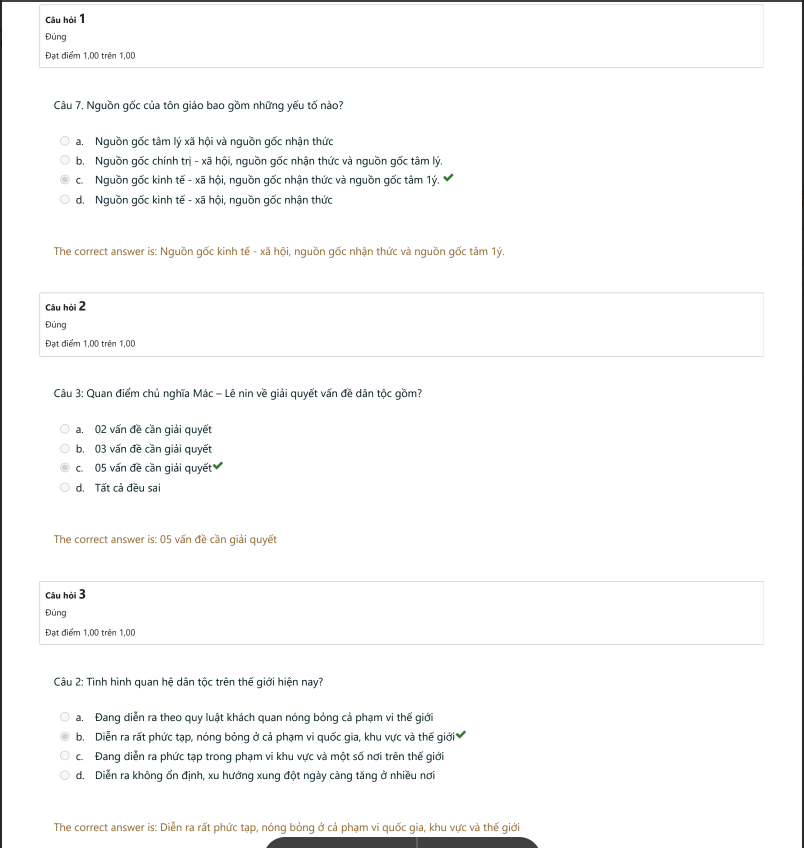 Câu hỏi 1
Đúng
Đạt điểm 1,00 trên 1,00
Câu 7. Nguồn gốc của tôn giáo bao gồm những yếu tố nào?
a. Nguồn gốc tâm lý xã hội và nguồn gốc nhận thức
b. Nguồn gốc chính trị - xã hội, nguồn gốc nhận thức và nguồn gốc tâm lý.
c. Nguồn gốc kinh tế - xã hội, nguồn gốc nhận thức và nguồn gốc tâm 1ý.
d. Nguồn gốc kinh tế - xã hội, nguồn gốc nhận thức
The correct answer is: Nguồn gốc kinh tế - xã hội, nguồn gốc nhận thức và nguồn gốc tâm 1ý.
Câu hỏi 2
Đúng
Đạt điểm 1,00 trên 1,00
Câu 3: Quan điểm chủ nghĩa Mác – Lê nin về giải quyết vấn đề dân tộc gồm?
a. 02 vấn đề cần giải quyết
b. 03 vấn đề cần giải quyết
c. 05 vấn đề cần giải quyết
d. Tất cả đều sai
The correct answer is: 05 vấn đề cần giải quyết
Câu hỏi 3
Đúng
Đạt điểm 1,00 trên 1,00
Câu 2: Tình hình quan hệ dân tộc trên thế giới hiện nay?
a. Đang diễn ra theo quy luật khách quan nóng bỏng cả phạm vi thế giới
b. Diễn ra rất phức tạp, nóng bỏng ở cả phạm vi quốc gia, khu vực và thế giới
c. Đang diễn ra phức tạp trong phạm vi khu vực và một số nơi trên thế giới
d. Diễn ra không ổn định, xu hướng xung đột ngày càng tăng ở nhiều nơi
The correct answer is: Diễn ra rất phức tạp, nóng bỏng ở cả phạm vi quốc gia, khu vực và thế giới